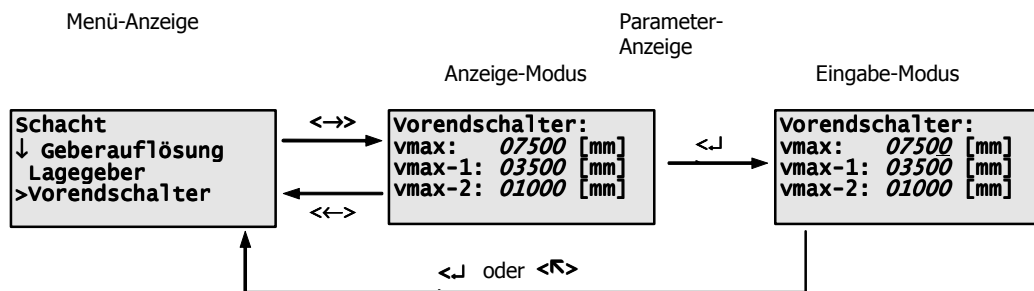 Menü-Anzeige
Parameter-
Anzeige
Anzeige-Modus
Eingabe-Modus
Schacht
↓ Geberauflösung
Lagegeber
>Vorendschalter
<→>
<←>
Vorendschalter:
vmax: 07500 [mm]
vmax-1: 03500 [mm]
vmax-2: 01000 [mm]
<↵
Vorendschalter:
vmax: 07500 [mm]
vmax-1: 03500 [mm]
vmax-2: 01000 [mm]
<↵ oder <↖>